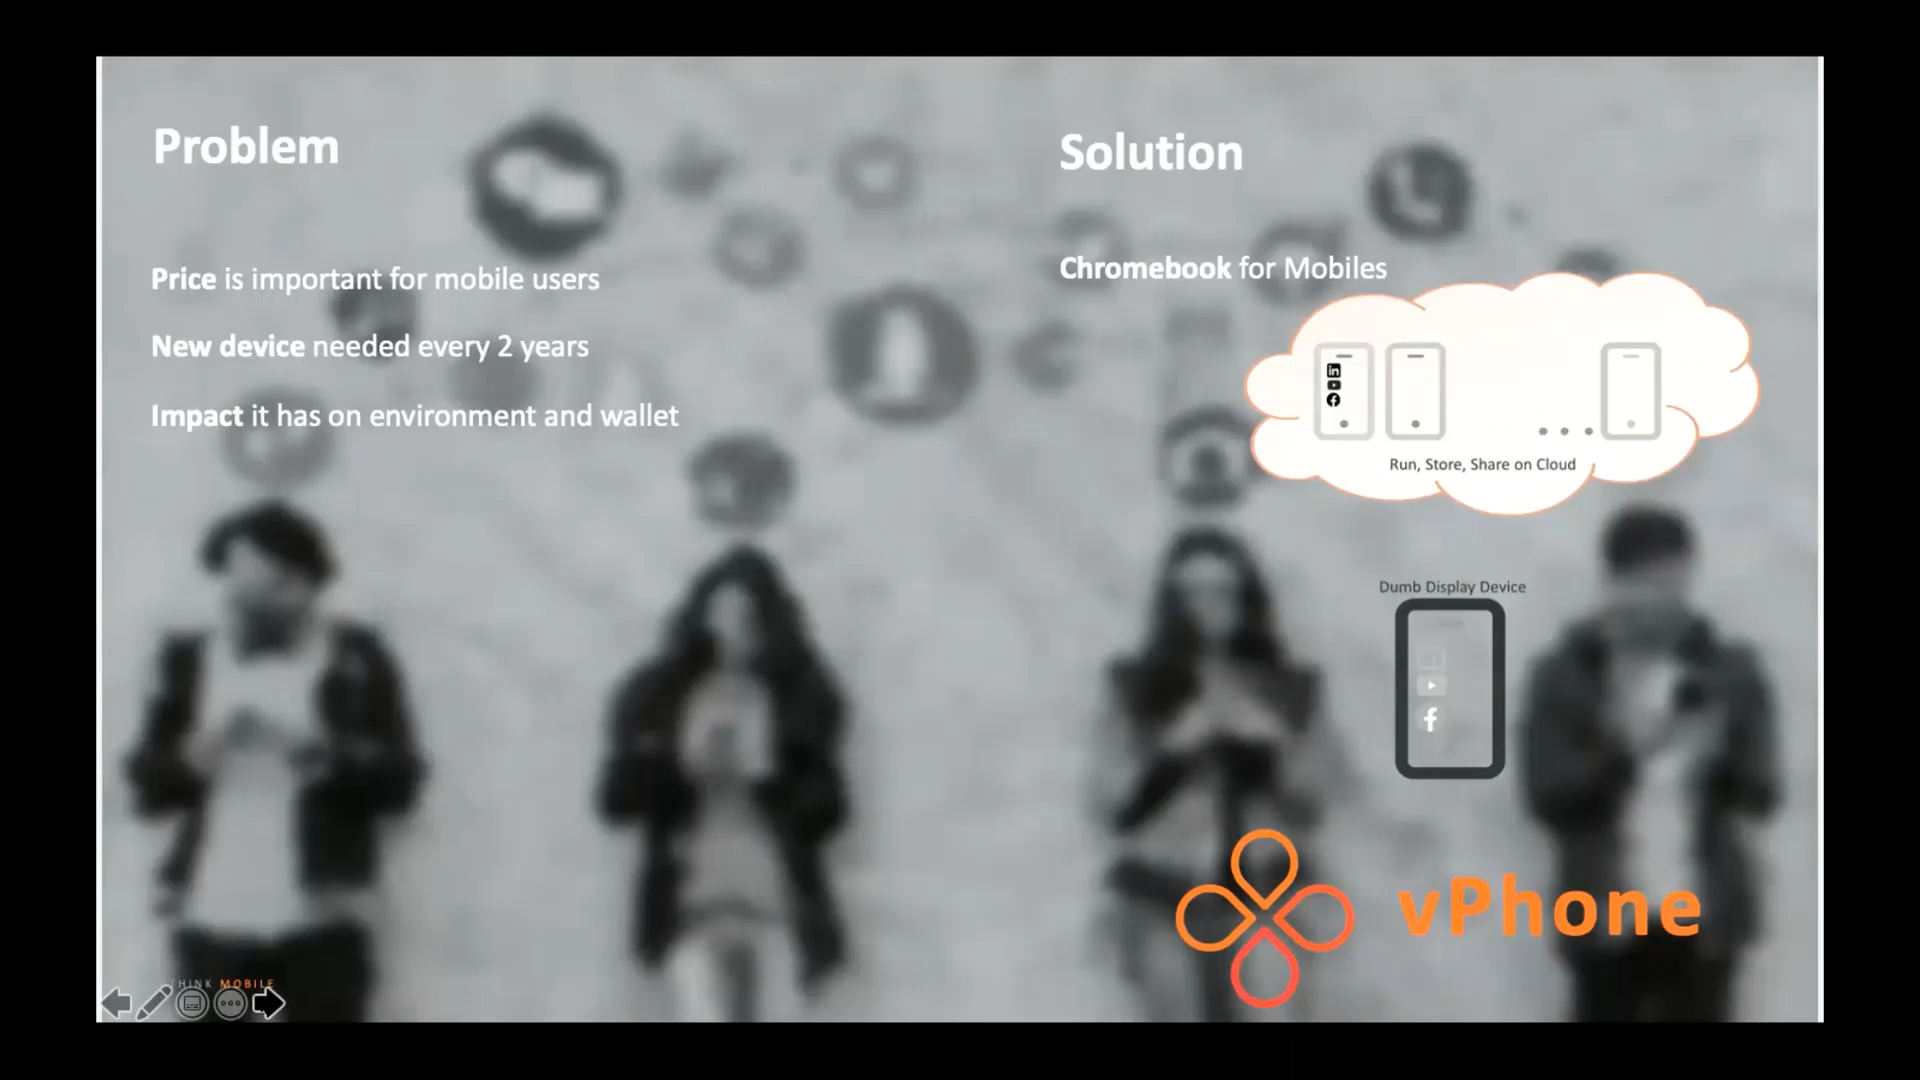 Problem
Price is important for mobile users
New device needed every 2 years
Impact it has on environment and wallet
Solution
Chromebook for Mobiles
Run, Store, Share on Cloud
Dumb Display Device
vPhone
THINK MOBILE